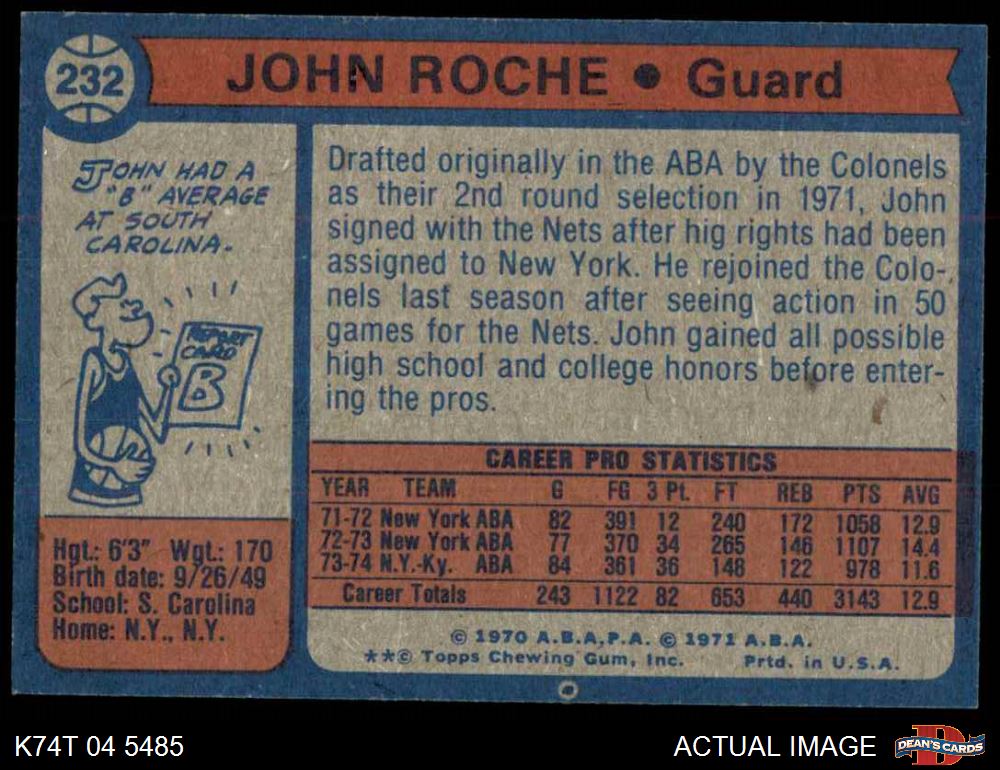 232
JOHN ROCHE ● Guard
JOHN HAD A
"B" AVERAGE
AT SOUTH
CAROLINA.
REPORT
CARD
B
Drafted originally in the ABA by the Colonels
as their 2nd round selection in 1971, John
signed with the Nets after hig rights had been
assigned to New York. He rejoined the Colo-
nels last season after seeing action in 50
games for the Nets. John gained all possible
high school and college honors before enter-
ing the pros.
Hgt.: 6'3" Wgt.: 170
Birth date: 9/26/49
School: S. Carolina
Home: N.Y., N.Y.
CAREER PRO STATISTICS
YEAR TEAM G FG 3 Pt. FT REB PTS AVG
71-72 New York ABA 82 391 12 240 172 1058 12.9
72-73 New York ABA 77 370 34 265 146 1107 14.4
73-74 N.Y.-Ky. ABA 84 361 36 148 122 978 11.6
Career Totals 243 1122 82 653 440 3143 12.9
© 1970 A.B.A.P.A. © 1971 A.B.A.
**© Topps Chewing Gum, Inc. Prtd. in U.S.A.
K74T 04 5485
ACTUAL IMAGE
DEAN'S CARDS